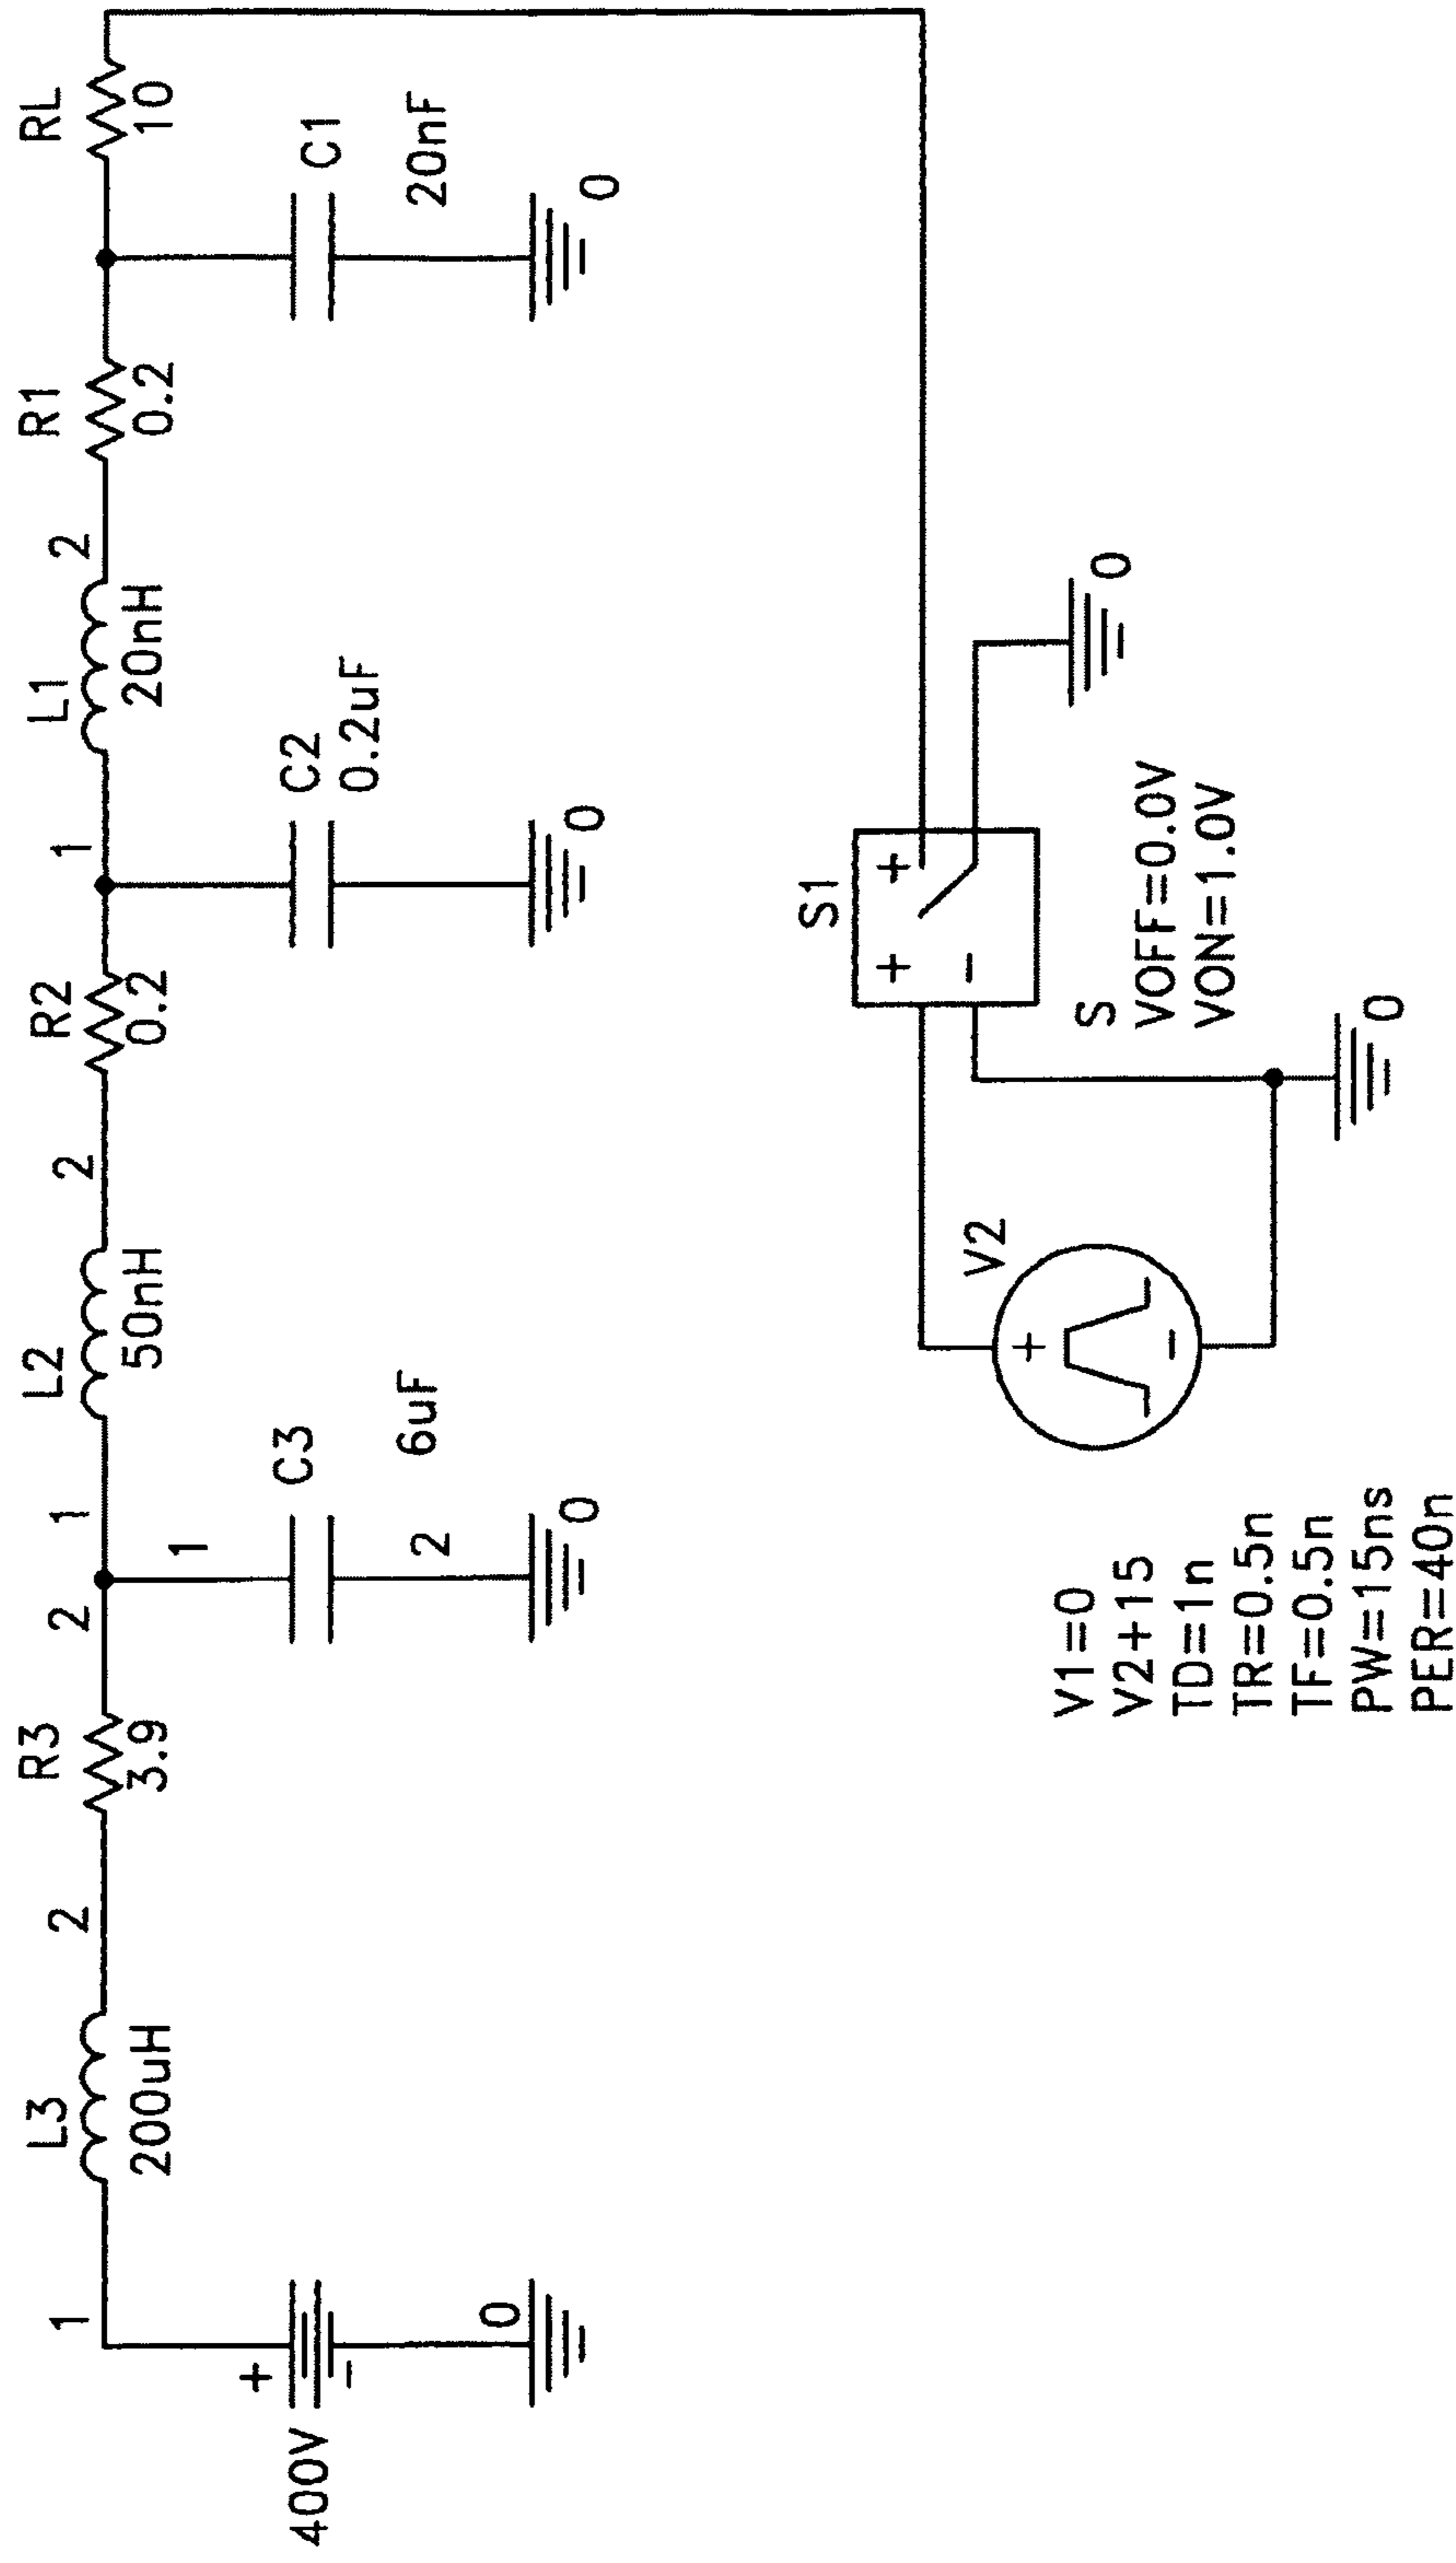 400V
+
-
0
1
L3
200uH
2
R3
3.9
2
1
C3
6uF
2
0
1
L2
50nH
2
R2
0.2
1
C2
0.2uF
0
L1
20nH
2
R1
0.2
C1
20nF
0
RL
10
V1=0
V2+15
TD=1n
TR=0.5n
TF=0.5n
PW=15ns
PER=40n
V2
+
-
0
S1
+
+
-
S
VOFF=0.0V
VON=1.0V
0